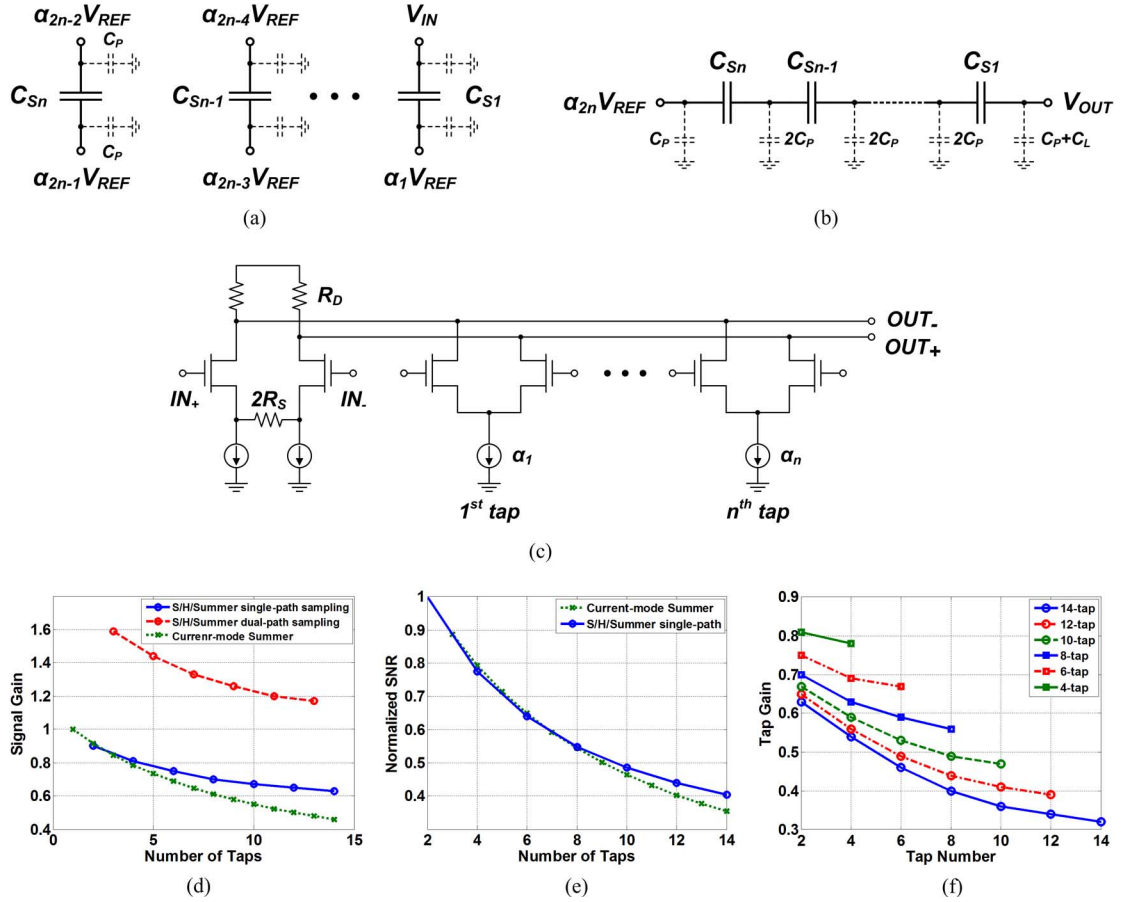 α2n-2VREF
α2n-4VREF
VIN
CP
CSn
CSn-1
CS1
CP
α2n-1VREF
α2n-3VREF
α1VREF
(a)
CSn
CSn-1
CS1
α2nVREF
VOUT
CP
2CP
2CP
2CP
CP+CL
(b)
RD
OUT-
OUT+
IN+
2RS
IN-
α1
αn
1st tap
nth tap
(c)
S/H/Summer single-path sampling
S/H/Summer dual-path sampling
Currenr-mode Summer
Signal Gain
1.6
1.4
1.2
1
0.8
0.6
0.4
0
5
10
15
Number of Taps
(d)
Current-mode Summer
S/H/Summer single-path
Normalized SNR
1
0.9
0.8
0.7
0.6
0.5
0.4
2
4
6
8
10
12
14
Number of Taps
(e)
14-tap
12-tap
10-tap
8-tap
6-tap
4-tap
Tap Gain
0.9
0.8
0.7
0.6
0.5
0.4
0.3
2
4
6
8
10
12
14
Tap Number
(f)